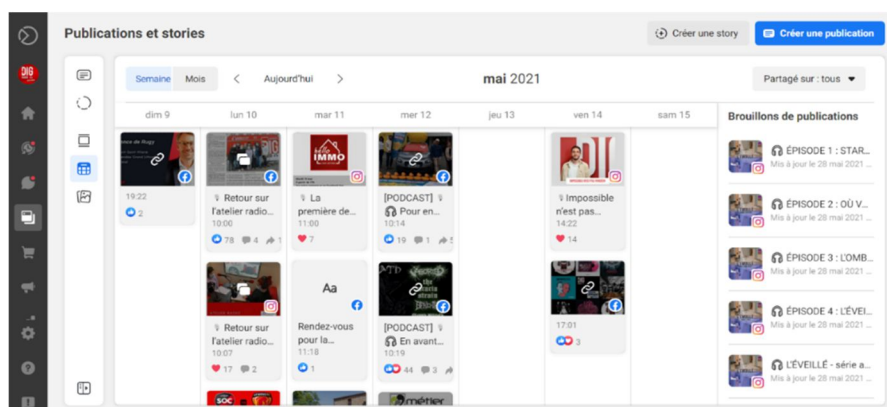 Publications et stories
Créer une story
Créer une publication
Semaine
Mois
Aujourd'hui
mai 2021
Partagé sur : tous
dim 9
lun 10
mar 11
mer 12
jeu 13
ven 14
sam 15
Brouillons de publications
DIG
IMMO
19:22
2
Retour sur
l'atelier radio...
10:00
78
4
La
première de...
11:00
7
[PODCAST]
Pour en...
10:14
19
1
Impossible
n'est pas...
14:22
14
Retour sur
l'atelier radio...
10:07
17
2
Aa
Rendez-vous
pour la...
11:18
1
[PODCAST]
En avant...
10:19
44
3
17:01
3
SOC
métier
ÉPISODE 1 : STAR...
Mis à jour le 28 mai 2021 ...
ÉPISODE 2 : OÙ V...
Mis à jour le 28 mai 2021 ...
ÉPISODE 3 : L'OMB...
Mis à jour le 28 mai 2021 ...
ÉPISODE 4 : L'ÉVEI...
Mis à jour le 28 mai 2021 ...
L'ÉVEILLÉ - série a...
Mis à jour le 28 mai 2021 ...